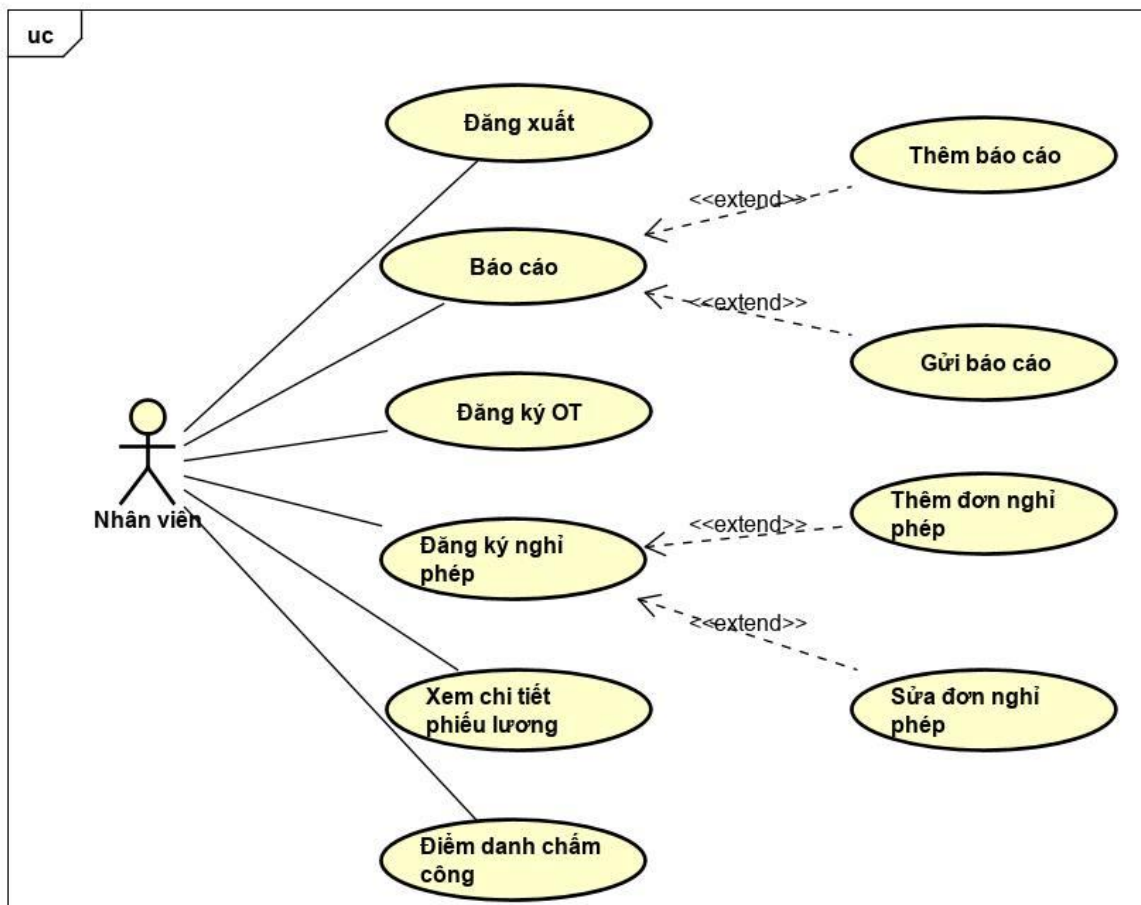 uc
Đăng xuất
Thêm báo cáo
<<extend>>
Báo cáo
<<extend>>
Gửi báo cáo
Đăng ký OT
Nhân viên
Thêm đơn nghỉ
phép
<<extend>>
Đăng ký nghỉ
phép
<<extend>>
Xem chi tiết
phiếu lương
Sửa đơn nghỉ
phép
Điểm danh chấm
công